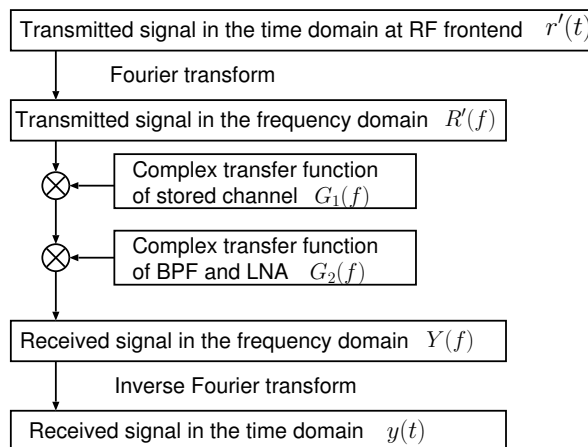 Transmitted signal in the time domain at RF frontend r′(t)
Fourier transform
Transmitted signal in the frequency domain R′(f)
Complex transfer function
of stored channel G₁(f)
Complex transfer function
of BPF and LNA G₂(f)
Received signal in the frequency domain Y(f)
Inverse Fourier transform
Received signal in the time domain y(t)